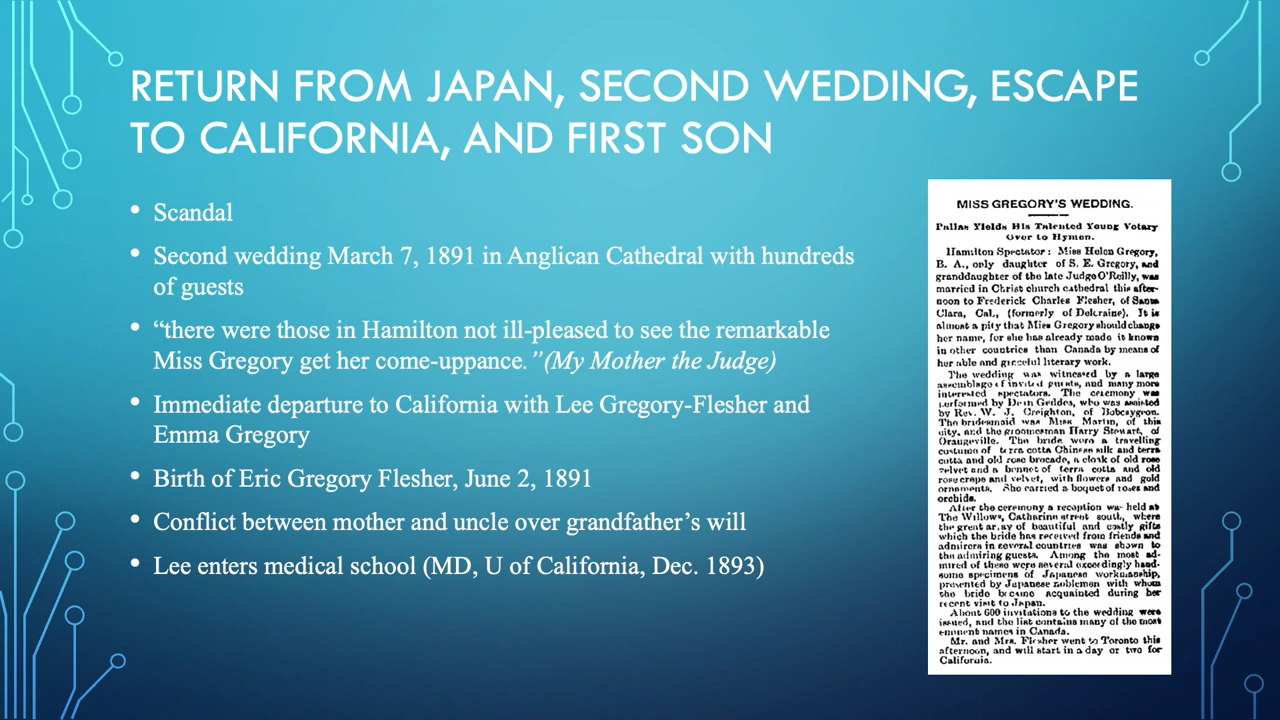 RETURN FROM JAPAN, SECOND WEDDING, ESCAPE
TO CALIFORNIA, AND FIRST SON
• Scandal
• Second wedding March 7, 1891 in Anglican Cathedral with hundreds
of guests
• “there were those in Hamilton not ill-pleased to see the remarkable
Miss Gregory get her come-uppance.”(My Mother the Judge)
• Immediate departure to California with Lee Gregory-Flesher and
Emma Gregory
• Birth of Eric Gregory Flesher, June 2, 1891
• Conflict between mother and uncle over grandfather’s will
• Lee enters medical school (MD, U of California, Dec. 1893)
MISS GREGORY'S WEDDING.
Pallas Yields His Talented Young Votary
Over to Hymen.
Hamilton Spectator: Miss Helen Gregory,
B. A., only daughter of S. E. Gregory, and
granddaughter of the late Judge O'Reilly, was
married in Christ church cathedral this after-
noon to Frederick Charles Flesher, of Santa
Clara, Cal., (formerly of Deloraine). It is
almost a pity that Miss Gregory should change
her name, for she has already made it known
in other countries than Canada by means of
her able and graceful literary work.
The wedding was witnessed by a large
assemblage of invited guests, and many more
interested spectators. The ceremony was
performed by Dean Geddes, who was assisted
by Rev. W. J. Creighton, of Bobcaygeon.
The bridesmaid was Miss Martin, of this
city, and the groomsman Harry Stewart, of
Orangeville. The bride wore a travelling
costume of terra cotta Chinese silk and terra
cotta and old rose brocade, a cloak of old rose
velvet and a bonnet of terra cotta and old
rose crepe and velvet, with flowers and gold
ornaments. She carried a boquet of roses and
orchids.
After the ceremony a reception was held at
The Willows, Catharine street south, where
the great array of beautiful and costly gifts
which the bride has received from friends and
admirers in several countries was shown to
the admiring guests. Among the most ad-
mired of these were several exceedingly hand-
some specimens of Japanese workmanship,
presented by Japanese noblemen with whom
the bride became acquainted during her
recent visit to Japan.
About 600 invitations to the wedding were
issued, and the list contains many of the most
eminent names in Canada.
Mr. and Mrs. Flesher went to Toronto this
afternoon, and will start in a day or two for
California.